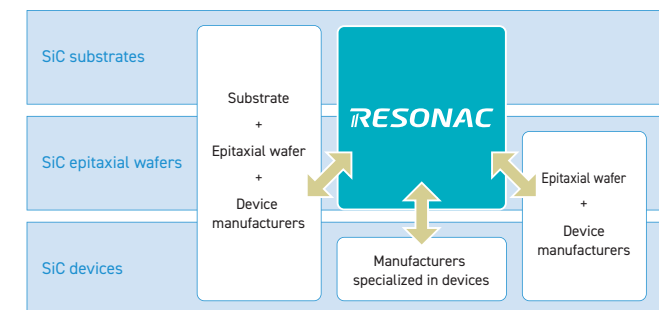 SiC substrates
SiC epitaxial wafers
SiC devices
Substrate
+
Epitaxial wafer
+
Device
manufacturers
RESONAC
Manufacturers
specialized in devices
Epitaxial wafer
+
Device
manufacturers